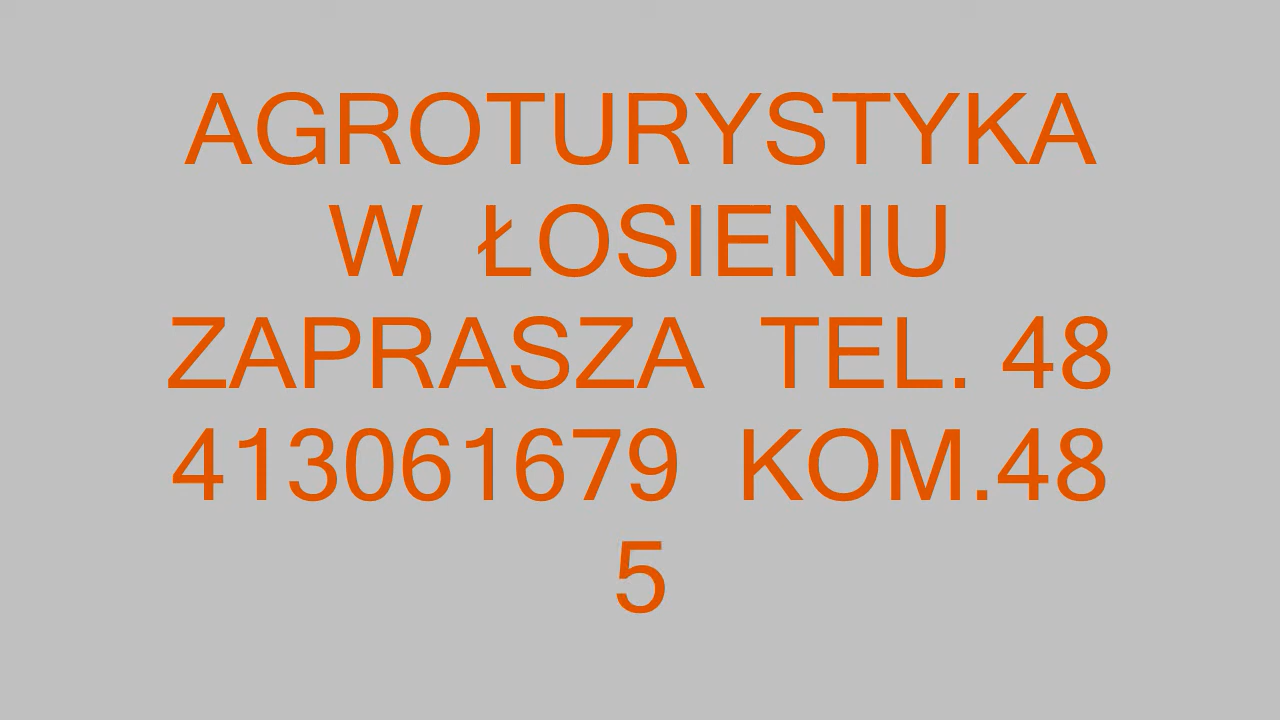 AGROTURYSTYKA
W ŁOSIENIU
ZAPRASZA TEL. 48
413061679 KOM.48
5